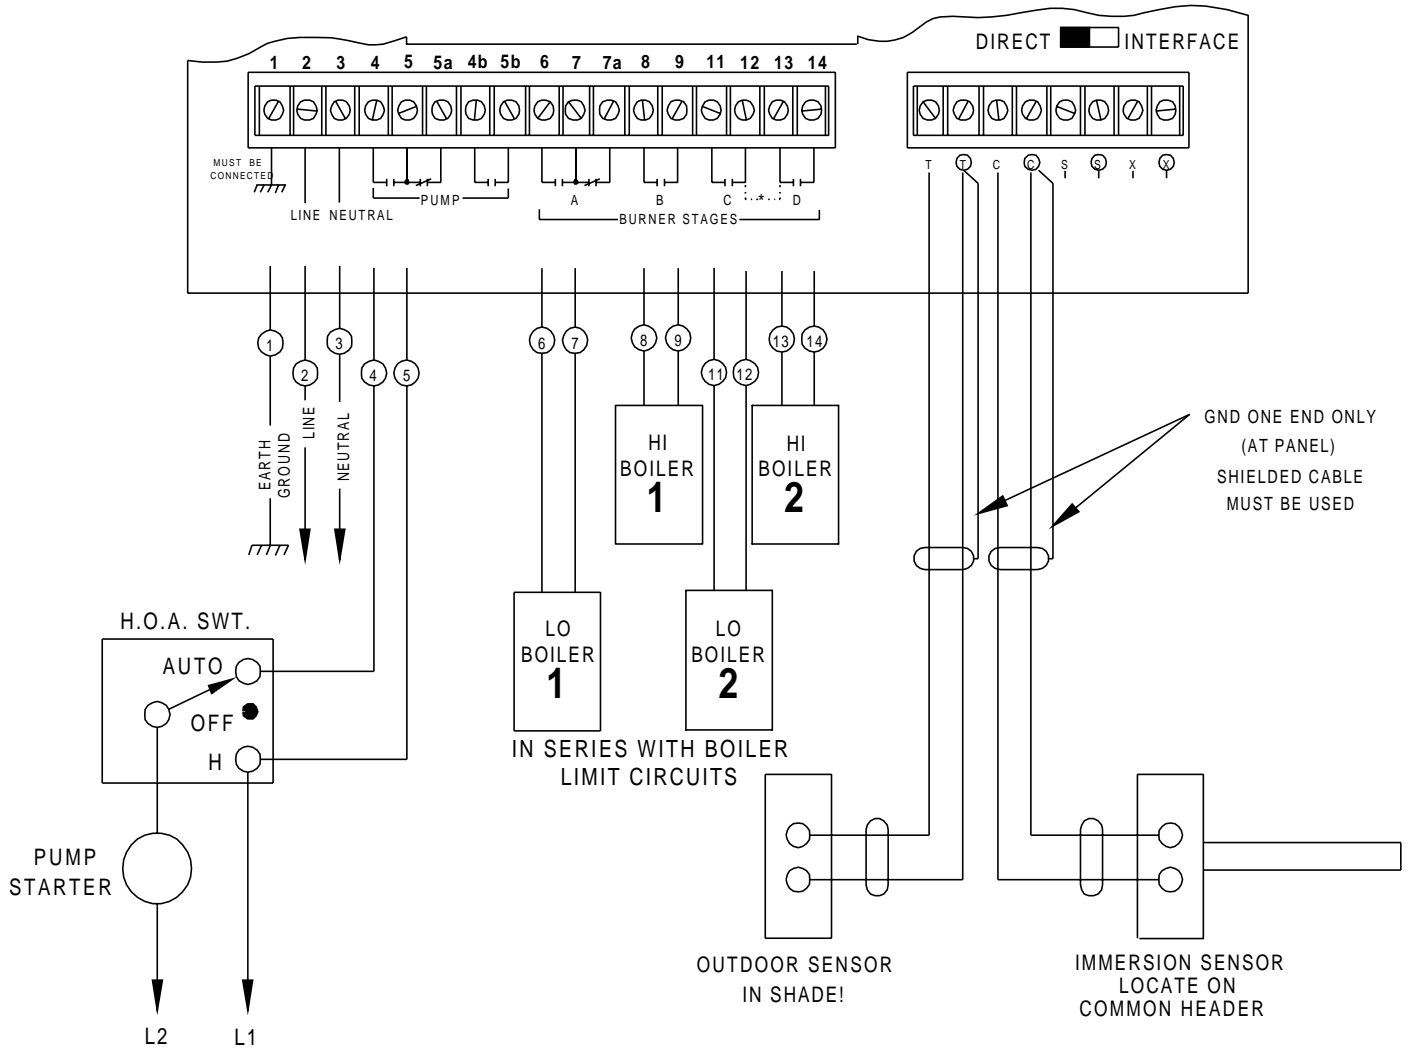 DIRECT INTERFACE
1 2 3 4 5 5a 4b 5b 6 7 7a 8 9 11 12 13 14
MUST BE
CONNECTED
T T C C S S X X
PUMP
A B C * D
LINE NEUTRAL
BURNER STAGES
1 2 3 4 5
6 7 8 9 11 12 13 14
EARTH
GROUND
LINE
NEUTRAL
HI
BOILER
1
HI
BOILER
2
GND ONE END ONLY
(AT PANEL)
SHIELDED CABLE
MUST BE USED
H.O.A. SWT.
AUTO
OFF
H
LO
BOILER
1
LO
BOILER
2
IN SERIES WITH BOILER
LIMIT CIRCUITS
PUMP
STARTER
L2
L1
OUTDOOR SENSOR
IN SHADE!
IMMERSION SENSOR
LOCATE ON
COMMON HEADER